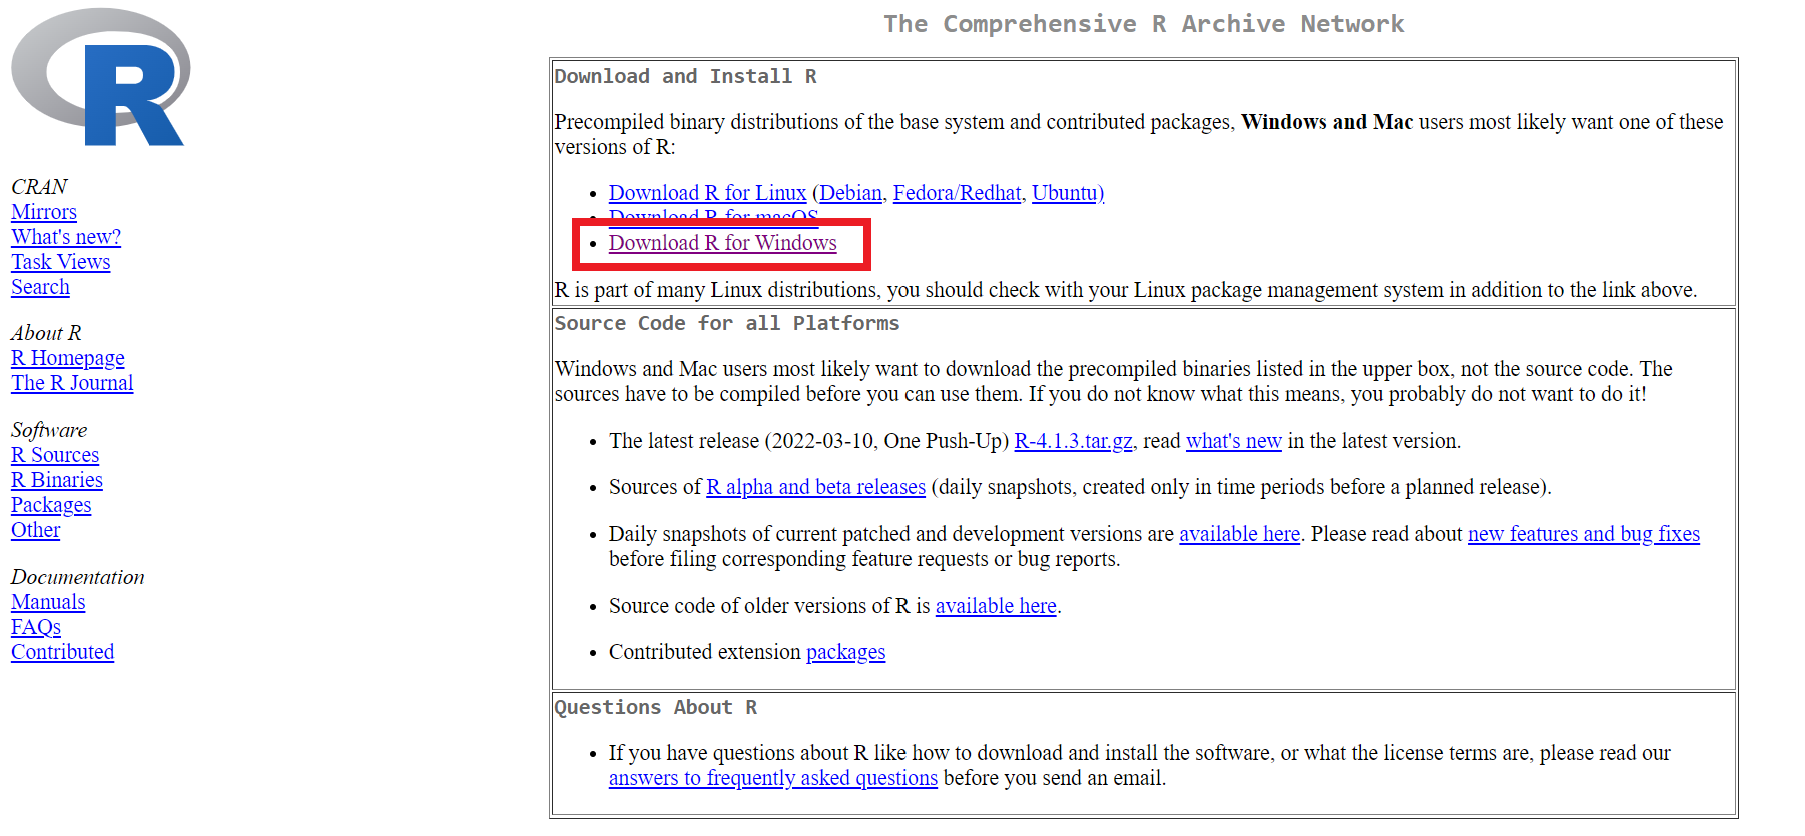 The Comprehensive R Archive Network
R
CRAN
Mirrors
What's new?
Task Views
Search
About R
R Homepage
The R Journal
Software
R Sources
R Binaries
Packages
Other
Documentation
Manuals
FAQs
Contributed
Download and Install R
Precompiled binary distributions of the base system and contributed packages, Windows and Mac users most likely want one of these
versions of R:
• Download R for Linux (Debian, Fedora/Redhat, Ubuntu)
• Download R for macOS
• Download R for Windows
R is part of many Linux distributions, you should check with your Linux package management system in addition to the link above.
Source Code for all Platforms
Windows and Mac users most likely want to download the precompiled binaries listed in the upper box, not the source code. The
sources have to be compiled before you can use them. If you do not know what this means, you probably do not want to do it!
• The latest release (2022-03-10, One Push-Up) R-4.1.3.tar.gz, read what's new in the latest version.
• Sources of R alpha and beta releases (daily snapshots, created only in time periods before a planned release).
• Daily snapshots of current patched and development versions are available here. Please read about new features and bug fixes
before filing corresponding feature requests or bug reports.
• Source code of older versions of R is available here.
• Contributed extension packages
Questions About R
• If you have questions about R like how to download and install the software, or what the license terms are, please read our
answers to frequently asked questions before you send an email.